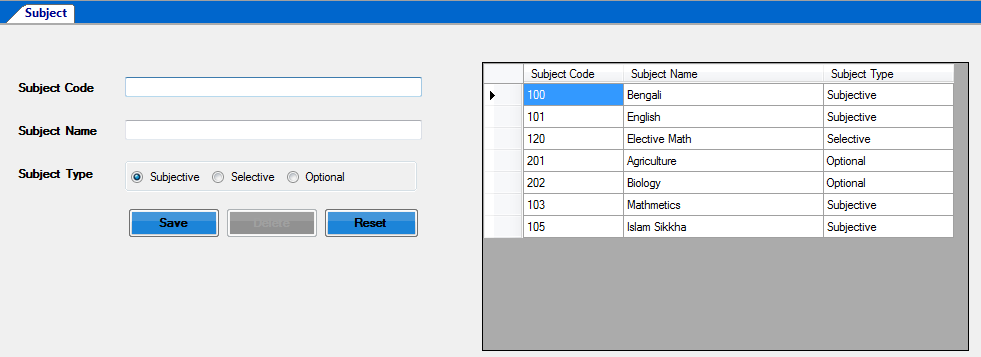 Subject
Subject Code
Subject Name
Subject Type
Subjective Selective Optional
Save Delete Reset
Subject Code Subject Name Subject Type
100 Bengali Subjective
101 English Subjective
120 Elective Math Selective
201 Agriculture Optional
202 Biology Optional
103 Mathmetics Subjective
105 Islam Sikkha Subjective